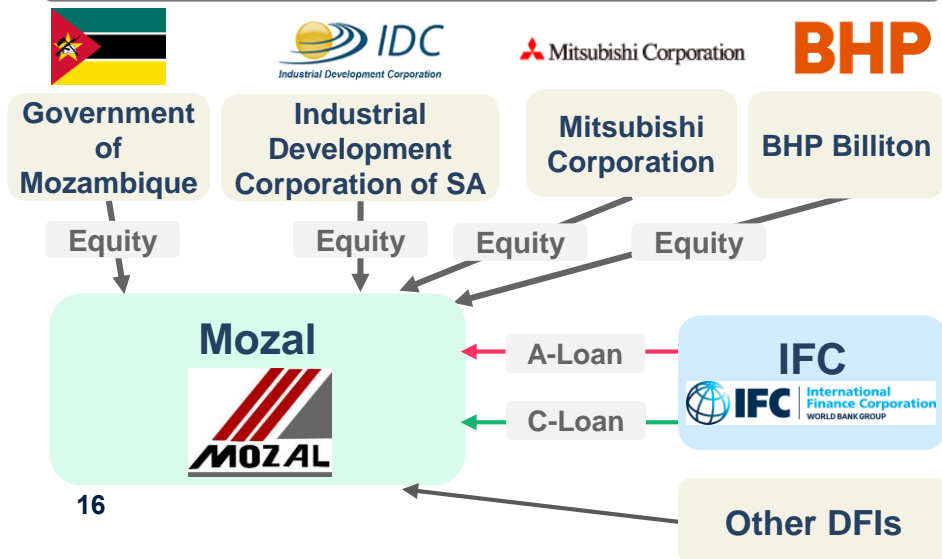 IDC
Industrial Development Corporation
Mitsubishi Corporation
BHP
Government
of
Mozambique
Industrial
Development
Corporation of SA
Mitsubishi
Corporation
BHP Billiton
Equity
Equity
Equity
Equity
Mozal
MOZAL
A-Loan
C-Loan
IFC
IFC
International
Finance Corporation
WORLD BANK GROUP
16
Other DFIs